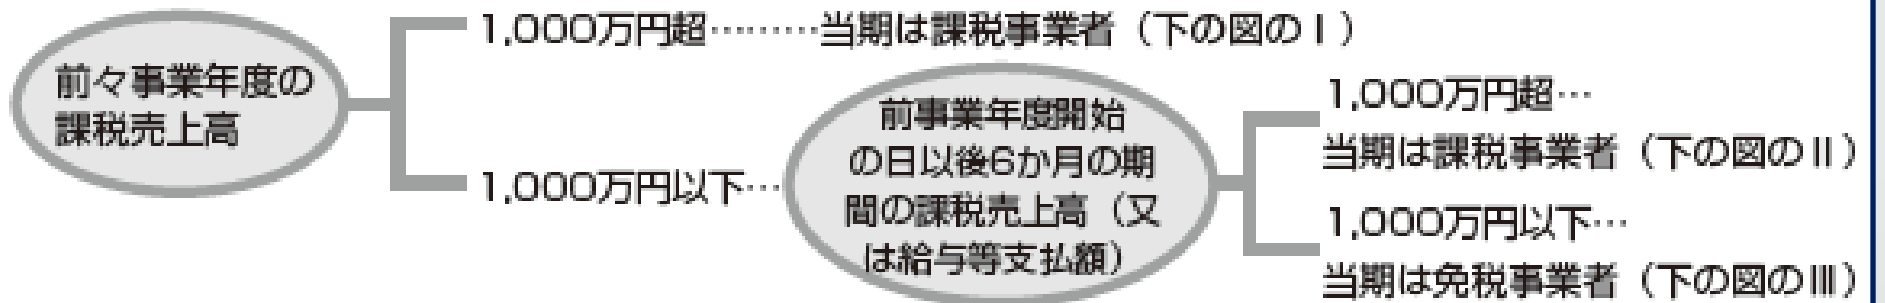 前々事業年度の
課税売上高
1,000万円超………当期は課税事業者（下の図のⅠ）
1,000万円以下…
前事業年度開始
の日以後6か月の期
間の課税売上高（又
は給与等支払額）
1,000万円超…
当期は課税事業者（下の図のⅡ）
1,000万円以下…
当期は免税事業者（下の図のⅢ）